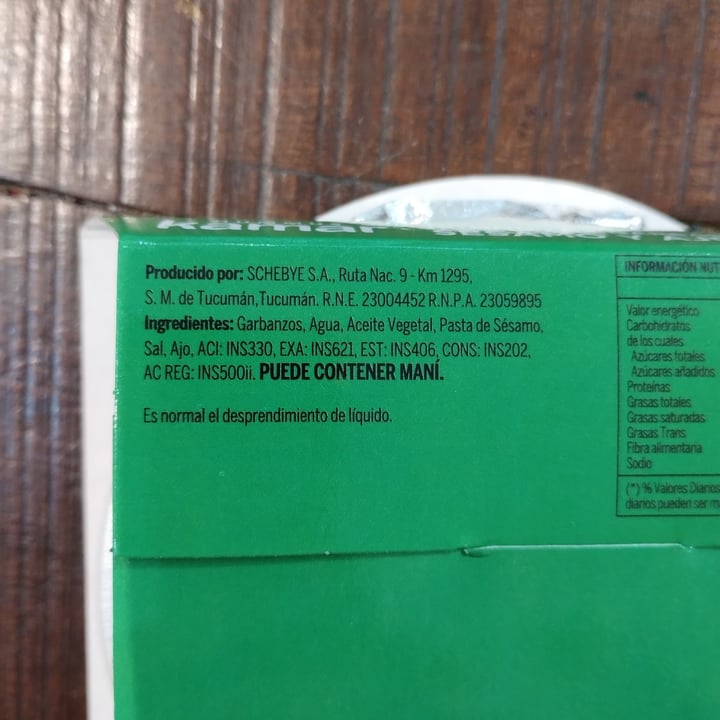 Producido por: SCHEBYE S.A., Ruta Nac. 9 - Km 1295,
S. M. de Tucumán,Tucumán. R.N.E. 23004452 R.N.P.A. 23059895
Ingredientes: Garbanzos, Agua, Aceite Vegetal, Pasta de Sésamo,
Sal, Ajo, ACI: INS330, EXA: INS621, EST: INS406, CONS: INS202,
AC REG: INS500ii. PUEDE CONTENER MANÍ.
Es normal el desprendimiento de líquido.
INFORMACIÓN NUT
Valor energético
Carbohidratos
de los cuales
Azúcares totales
Azúcares añadidos
Proteínas
Grasas totales
Grasas saturadas
Grasas Trans
Fibra alimentaria
Sodio
(*) % Valores Diarios
diarios pueden ser m